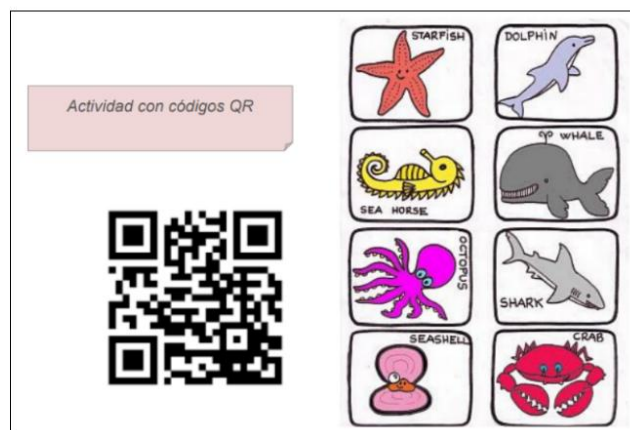 Actividad con códigos QR
STARFISH
DOLPHIN
SEA HORSE
WHALE
OCTOPUS
SHARK
SEASHELL
CRAB